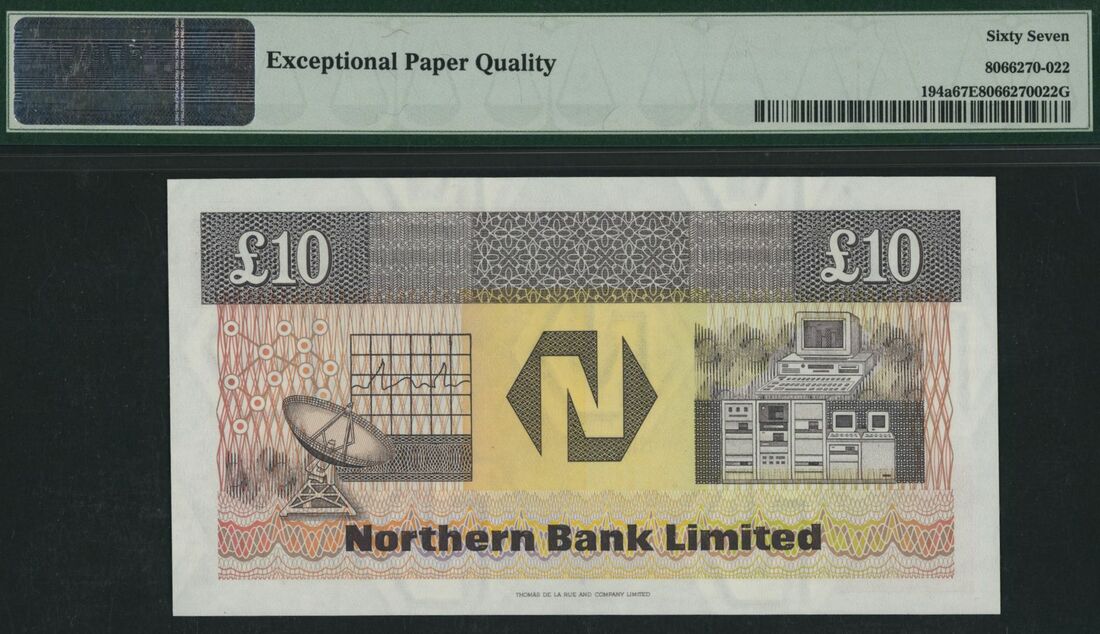 Exceptional Paper Quality
Sixty Seven
8066270-022
194a67E8066270022G
£10
£10
N
Northern Bank Limited
THOMAS DE LA RUE AND COMPANY LIMITED